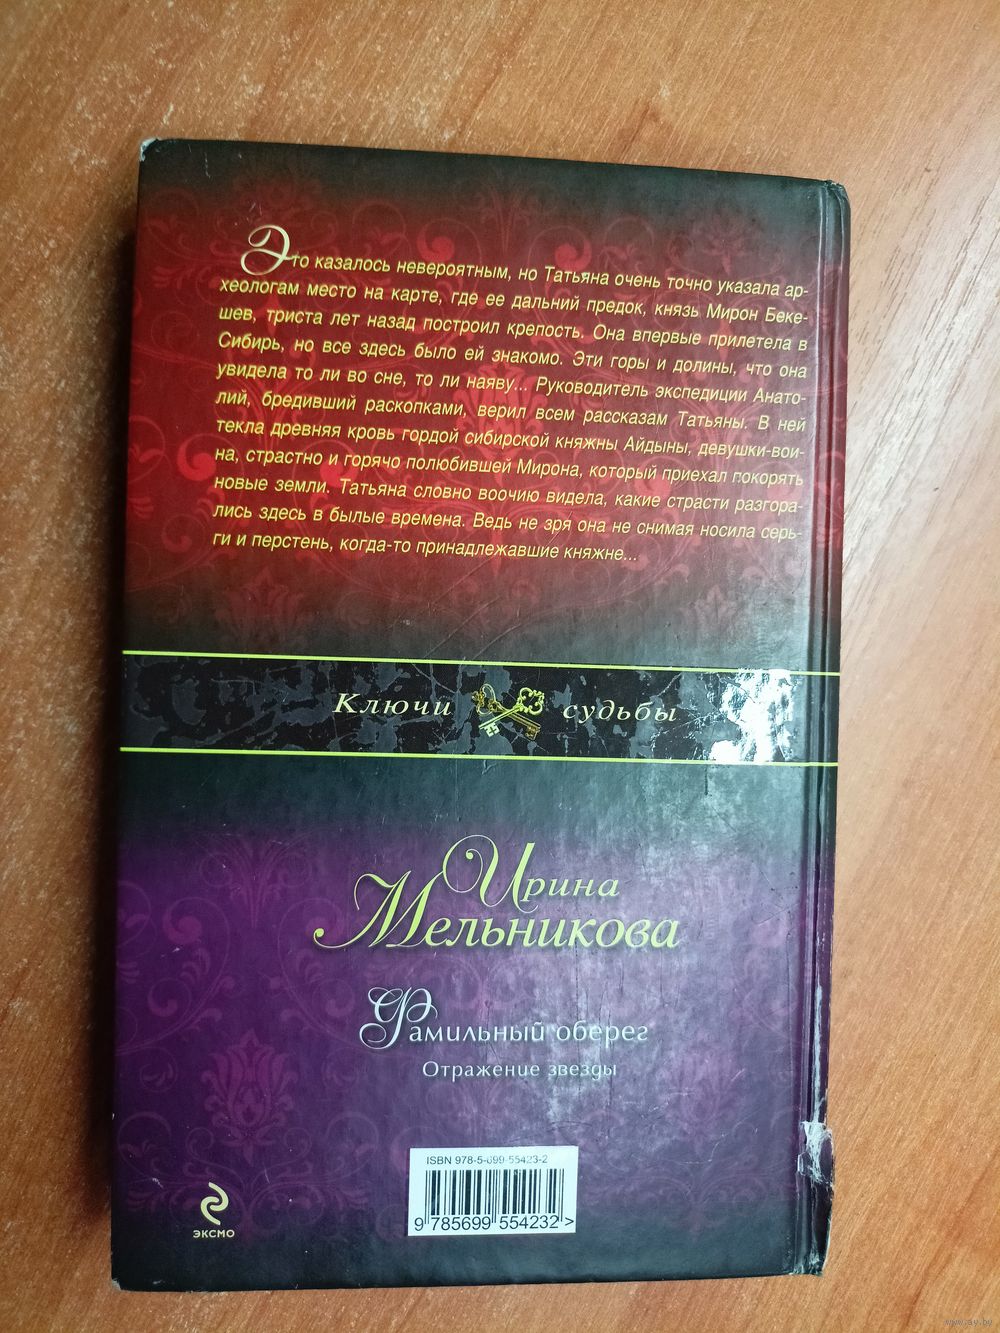 Это казалось невероятным, но Татьяна очень точно указала ар-
хеологам место на карте, где ее дальний предок, князь Мирон Беке-
шев, триста лет назад построил крепость. Она впервые прилетела в
Сибирь, но все здесь было ей знакомо. Эти горы и долины, что она
увидела то ли во сне, то ли наяву... Руководитель экспедиции Анато-
лий, бредивший раскопками, верил всем рассказам Татьяны. В ней
текла древняя кровь гордой сибирской княжны Айдыны, девушки-вои-
на, страстно и горячо полюбившей Мирона, который приехал покорять
новые земли. Татьяна словно воочию видела, какие страсти разгора-
лись здесь в былые времена. Ведь не зря она не снимая носила серь-
ги и перстень, когда-то принадлежавшие княжне...
Ключи судьбы
Ирина
Мельникова
Фамильный оберег
Отражение звезды
ISBN 978-5-699-55423-2
9 785699 554232 >
ЭКСМО
www.ay.by